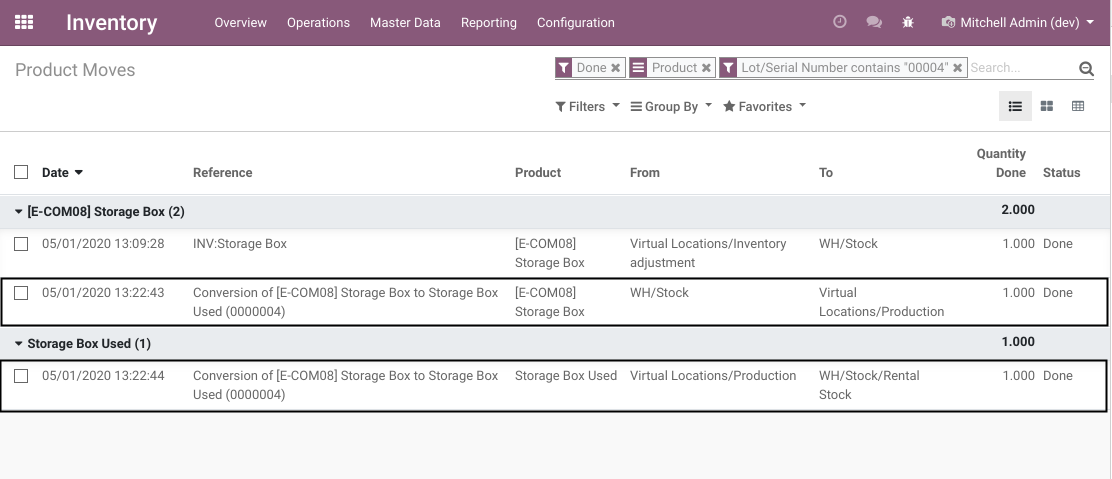 Inventory Overview Operations Master Data Reporting Configuration Mitchell Admin (dev)
Product Moves
Done Product Lot/Serial Number contains "00004" Search...
Filters Group By Favorites
Date Reference Product From To Quantity Done Status
[E-COM08] Storage Box (2) 2.000
05/01/2020 13:09:28 INV:Storage Box [E-COM08] Virtual Locations/Inventory WH/Stock 1.000 Done
Storage Box adjustment
05/01/2020 13:22:43 Conversion of [E-COM08] Storage Box to Storage Box [E-COM08] WH/Stock Virtual 1.000 Done
Used (0000004) Storage Box Locations/Production
Storage Box Used (1) 1.000
05/01/2020 13:22:44 Conversion of [E-COM08] Storage Box to Storage Box Storage Box Used Virtual Locations/Production WH/Stock/Rental 1.000 Done
Used (0000004) Stock